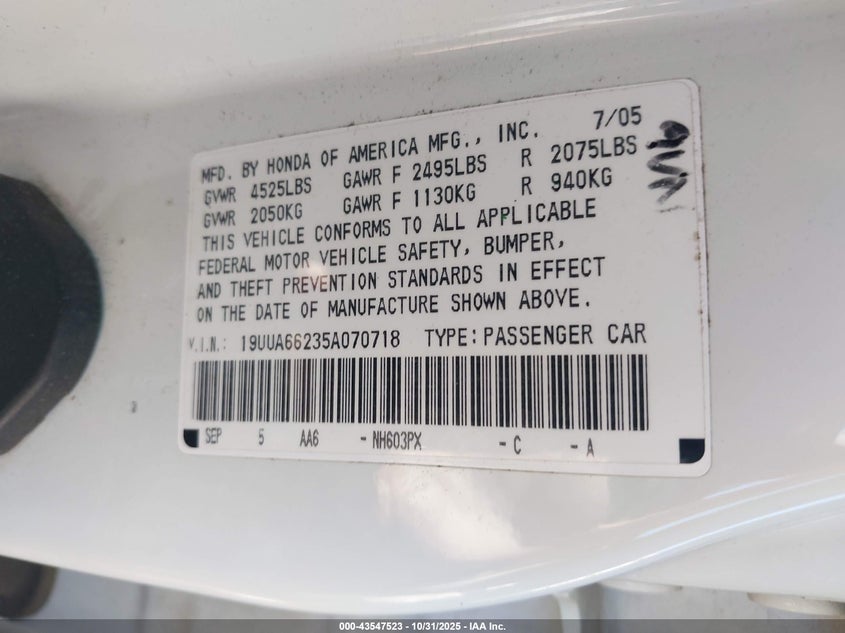 MFD. BY HONDA OF AMERICA MFG., INC. 7/05
GVWR 4525LBS GAWR F 2495LBS R 2075LBS
GVWR 2050KG GAWR F 1130KG R 940KG
THIS VEHICLE CONFORMS TO ALL APPLICABLE
FEDERAL MOTOR VEHICLE SAFETY, BUMPER,
AND THEFT PREVENTION STANDARDS IN EFFECT
ON THE DATE OF MANUFACTURE SHOWN ABOVE.
V.I.N.: 19UUA66235A070718 TYPE: PASSENGER CAR
SEP 5 AA6 -NH603PX -C -A
000-43547523 - 10/31/2025 - IAA Inc.